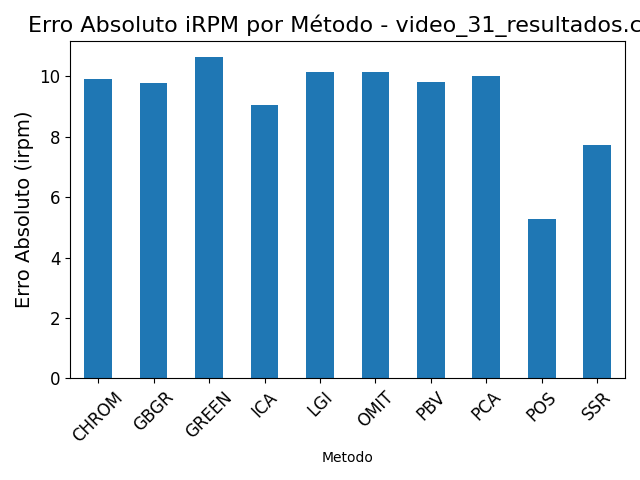 Erro Absoluto iRPM por Método - video_31_resultados.c
Erro Absoluto (irpm)
10
8
6
4
2
0
CHROM
GBGR
GREEN
ICA
LGI
OMIT
PBV
PCA
POS
SSR
Metodo